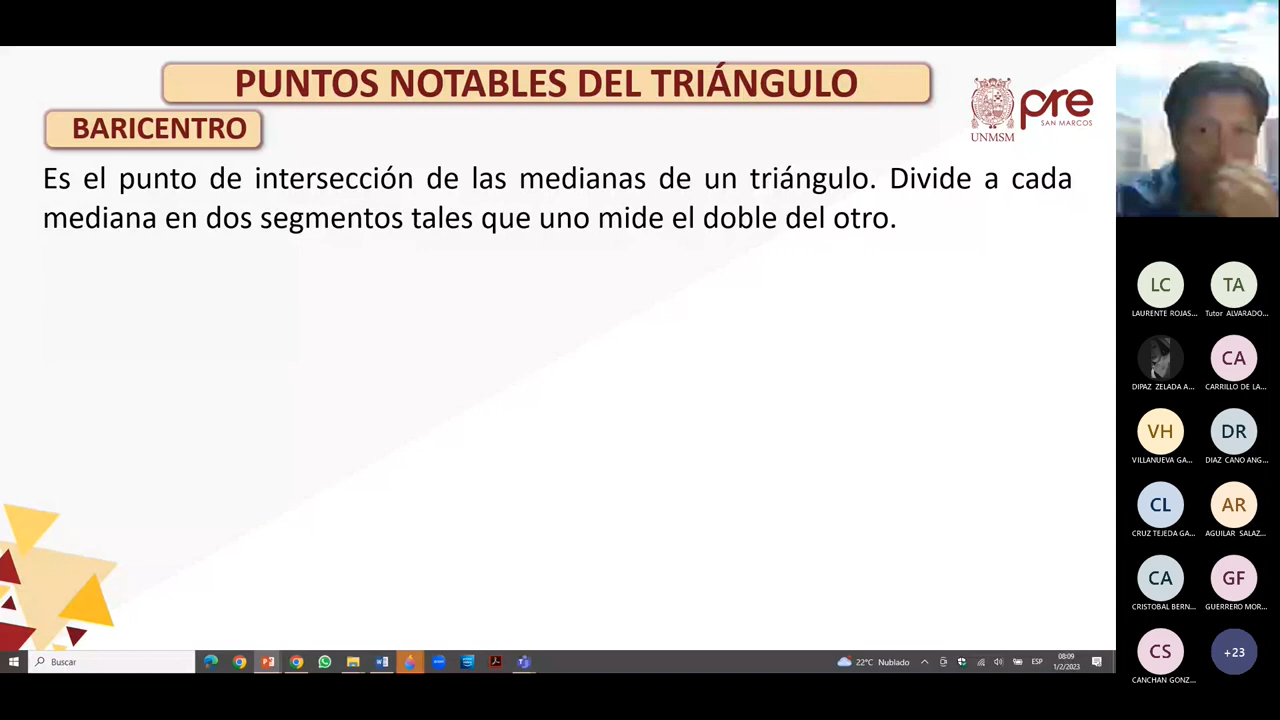 PUNTOS NOTABLES DEL TRIÁNGULO
UNMSM
pre
SAN MARCOS
BARICENTRO
Es el punto de intersección de las medianas de un triángulo. Divide a cada
mediana en dos segmentos tales que uno mide el doble del otro.
LC
TA
LAURENTE ROJAS...
Tutor ALVARADO...
CA
DIPAZ ZELADA A...
CARRILLO DE LA...
VH
DR
VILLANUEVA GA...
DIAZ CANO ANG...
CL
AR
CRUZ TEJEDA GA...
AGUILAR SALAZ...
CA
GF
CRISTOBAL BERN...
GUERRERO MOR...
CS
+23
CANCHAN GONZ...
Buscar
22°C Nublado
ESP
08:09
1/2/2023